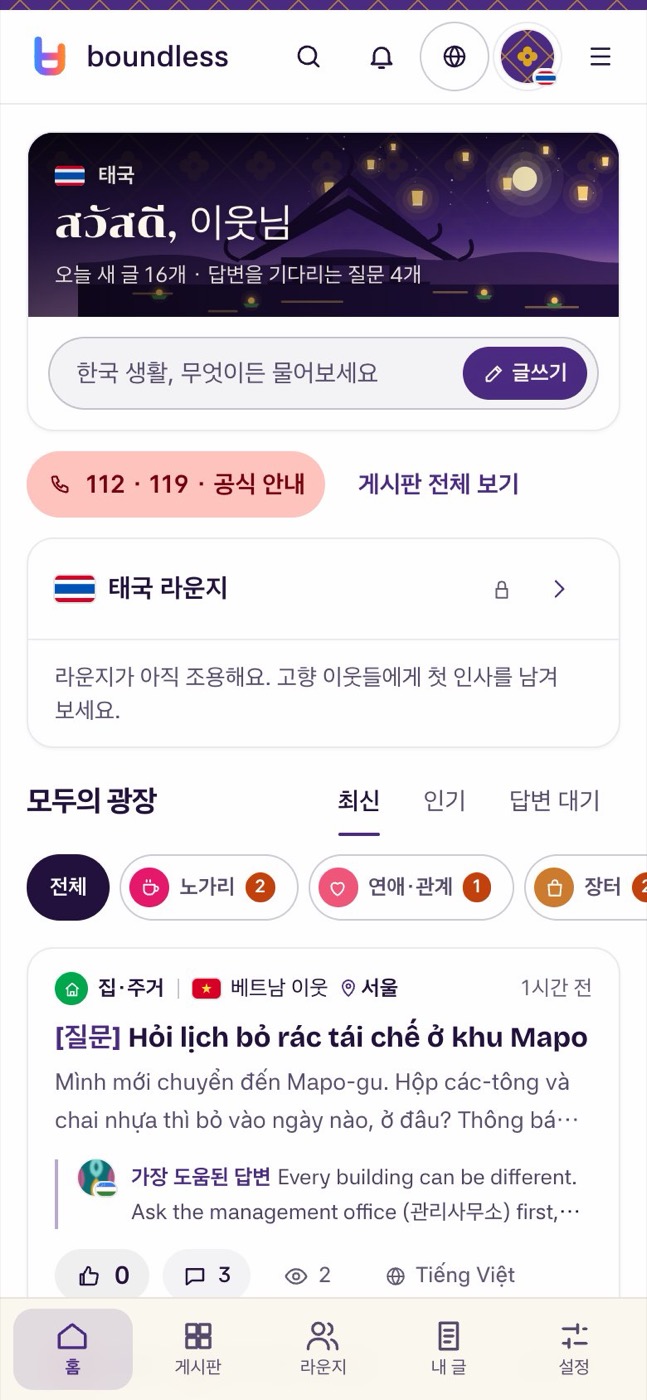 boundless
태국
สวัสดี, 이웃님
오늘 새 글 16개 · 답변을 기다리는 질문 4개
한국 생활, 무엇이든 물어보세요
글쓰기
112 · 119 · 공식 안내
게시판 전체 보기
태국 라운지
라운지가 아직 조용해요. 고향 이웃들에게 첫 인사를 남겨
보세요.
모두의 광장
최신
인기
답변 대기
전체
노가리 2
연애·관계 1
장터 2
집·주거 | 베트남 이웃 서울 1시간 전
[질문] Hỏi lịch bỏ rác tái chế ở khu Mapo
Mình mới chuyển đến Mapo-gu. Hộp các-tông và
chai nhựa thì bỏ vào ngày nào, ở đâu? Thông bá···
가장 도움된 답변 Every building can be different.
Ask the management office (관리사무소) first,···
0
3
2
Tiếng Việt
홈
게시판
라운지
내 글
설정